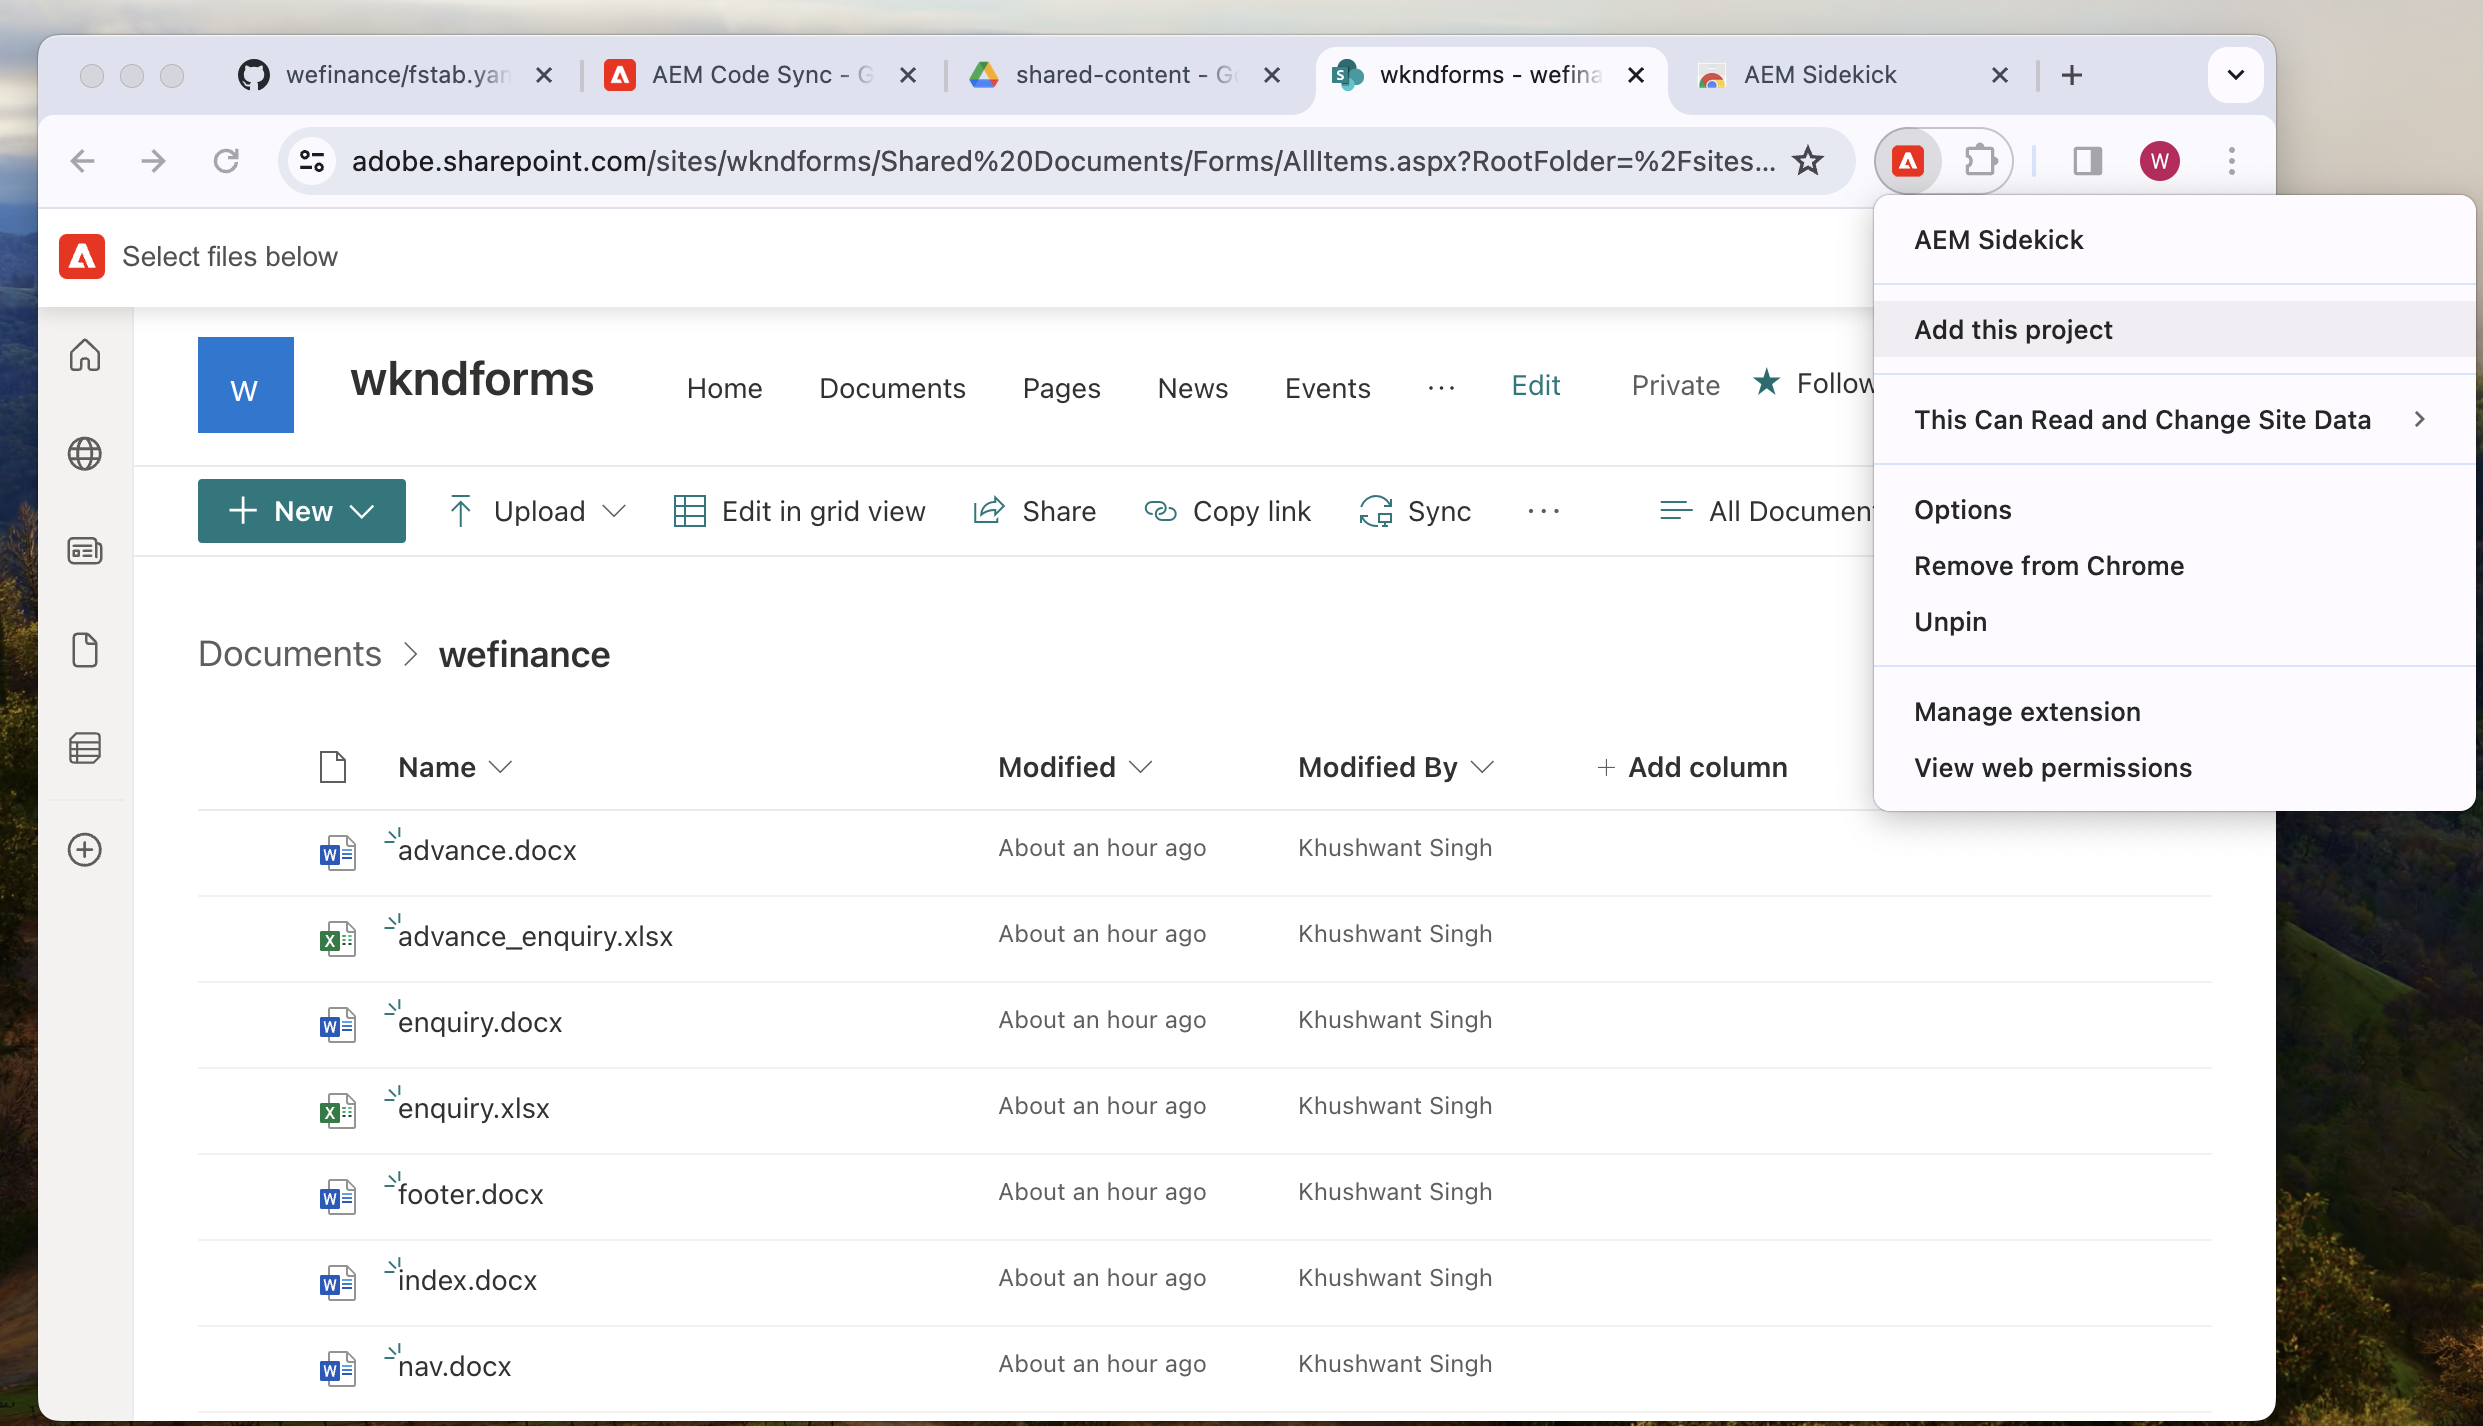 wefinance/fstab.yan
AEM Code Sync - G
shared-content - Go
wkndforms - wefina
AEM Sidekick
adobe.sharepoint.com/sites/wkndforms/Shared%20Documents/Forms/AllItems.aspx?RootFolder=%2Fsites...
W
Select files below
AEM Sidekick
Add this project
This Can Read and Change Site Data
Options
Remove from Chrome
Unpin
Manage extension
View web permissions
W
wkndforms
Home
Documents
Pages
News
Events
...
Edit
Private
Follow
New
Upload
Edit in grid view
Share
Copy link
Sync
...
All Document
Documents > wefinance
Name
Modified
Modified By
+ Add column
advance.docx About an hour ago Khushwant Singh
advance_enquiry.xlsx About an hour ago Khushwant Singh
enquiry.docx About an hour ago Khushwant Singh
enquiry.xlsx About an hour ago Khushwant Singh
footer.docx About an hour ago Khushwant Singh
index.docx About an hour ago Khushwant Singh
nav.docx About an hour ago Khushwant Singh